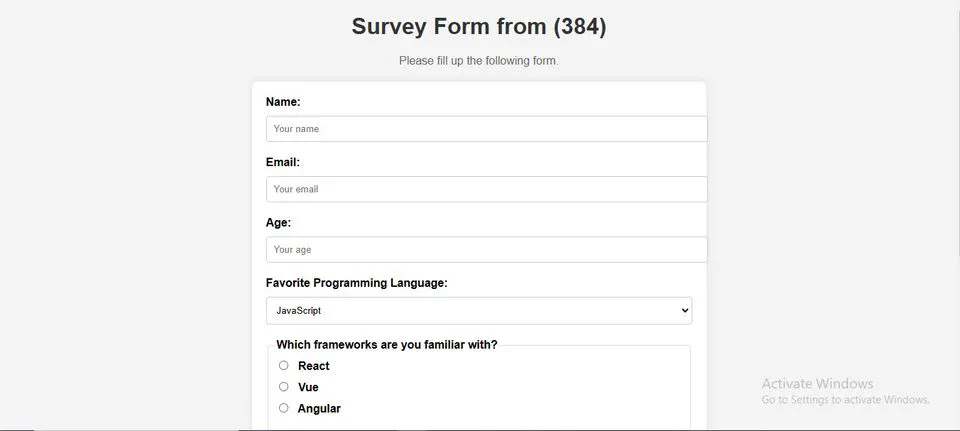 Survey Form from (384)
Please fill up the following form.
Name:
Your name
Email:
Your email
Age:
Your age
Favorite Programming Language:
JavaScript
Which frameworks are you familiar with?
React
Vue
Angular
Activate Windows
Go to Settings to activate Windows.